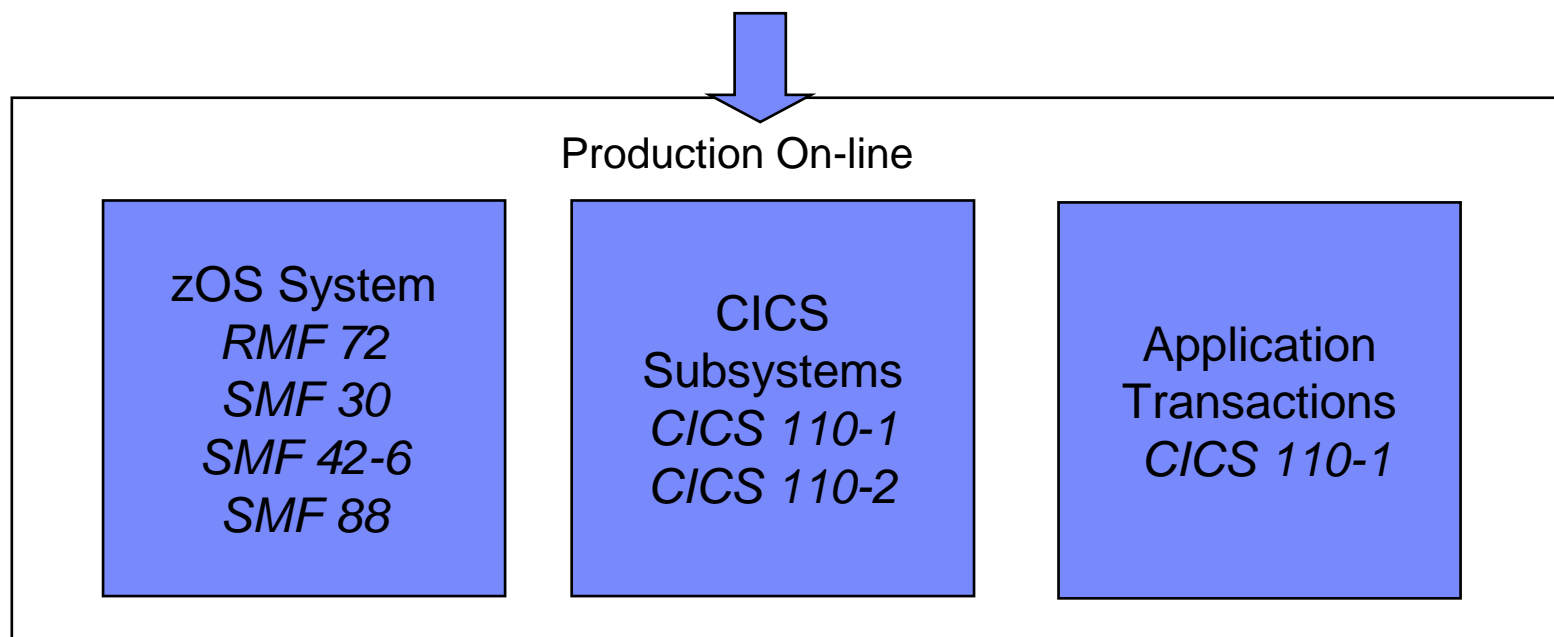 Production On-line
zOS System
RMF 72
SMF 30
SMF 42-6
SMF 88
CICS
Subsystems
CICS 110-1
CICS 110-2
Application
Transactions
CICS 110-1